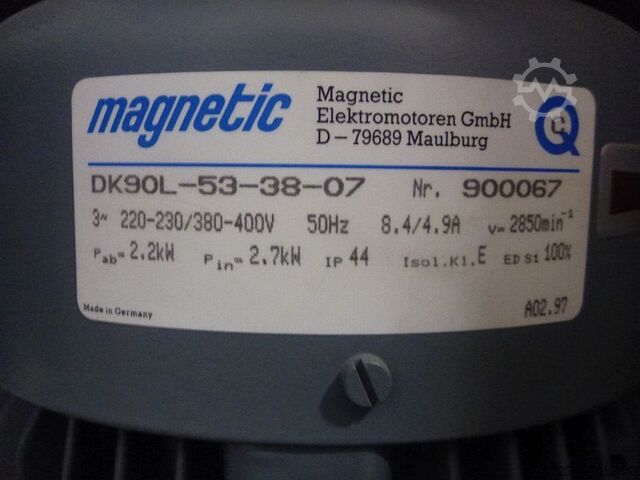 magnetic
Magnetic
Elektromotoren GmbH
D-79689 Maulburg
Q
DK90L-53-38-07 Nr. 900067
3~ 220-230/380-400V 50Hz 8.4/4.9A v= 2850min⁻¹
Pab= 2.2kW Pin= 2.7kW IP 44 Isol.Kl.E ED S1 100%
Made in Germany
A02.97